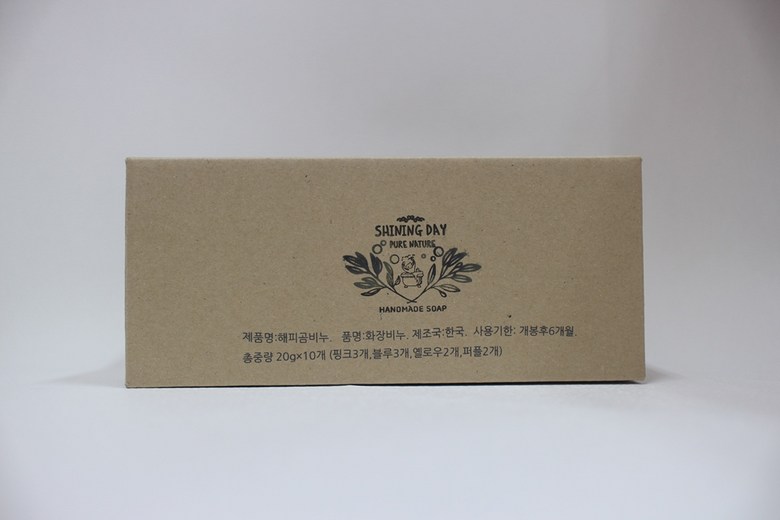 SHINING DAY
PURE NATURE
HANDMADE SOAP
제품명:해피곰비누. 품명:화장비누. 제조국:한국. 사용기한: 개봉후6개월.
총중량 20g×10개 (핑크3개,블루3개,옐로우2개,퍼플2개)